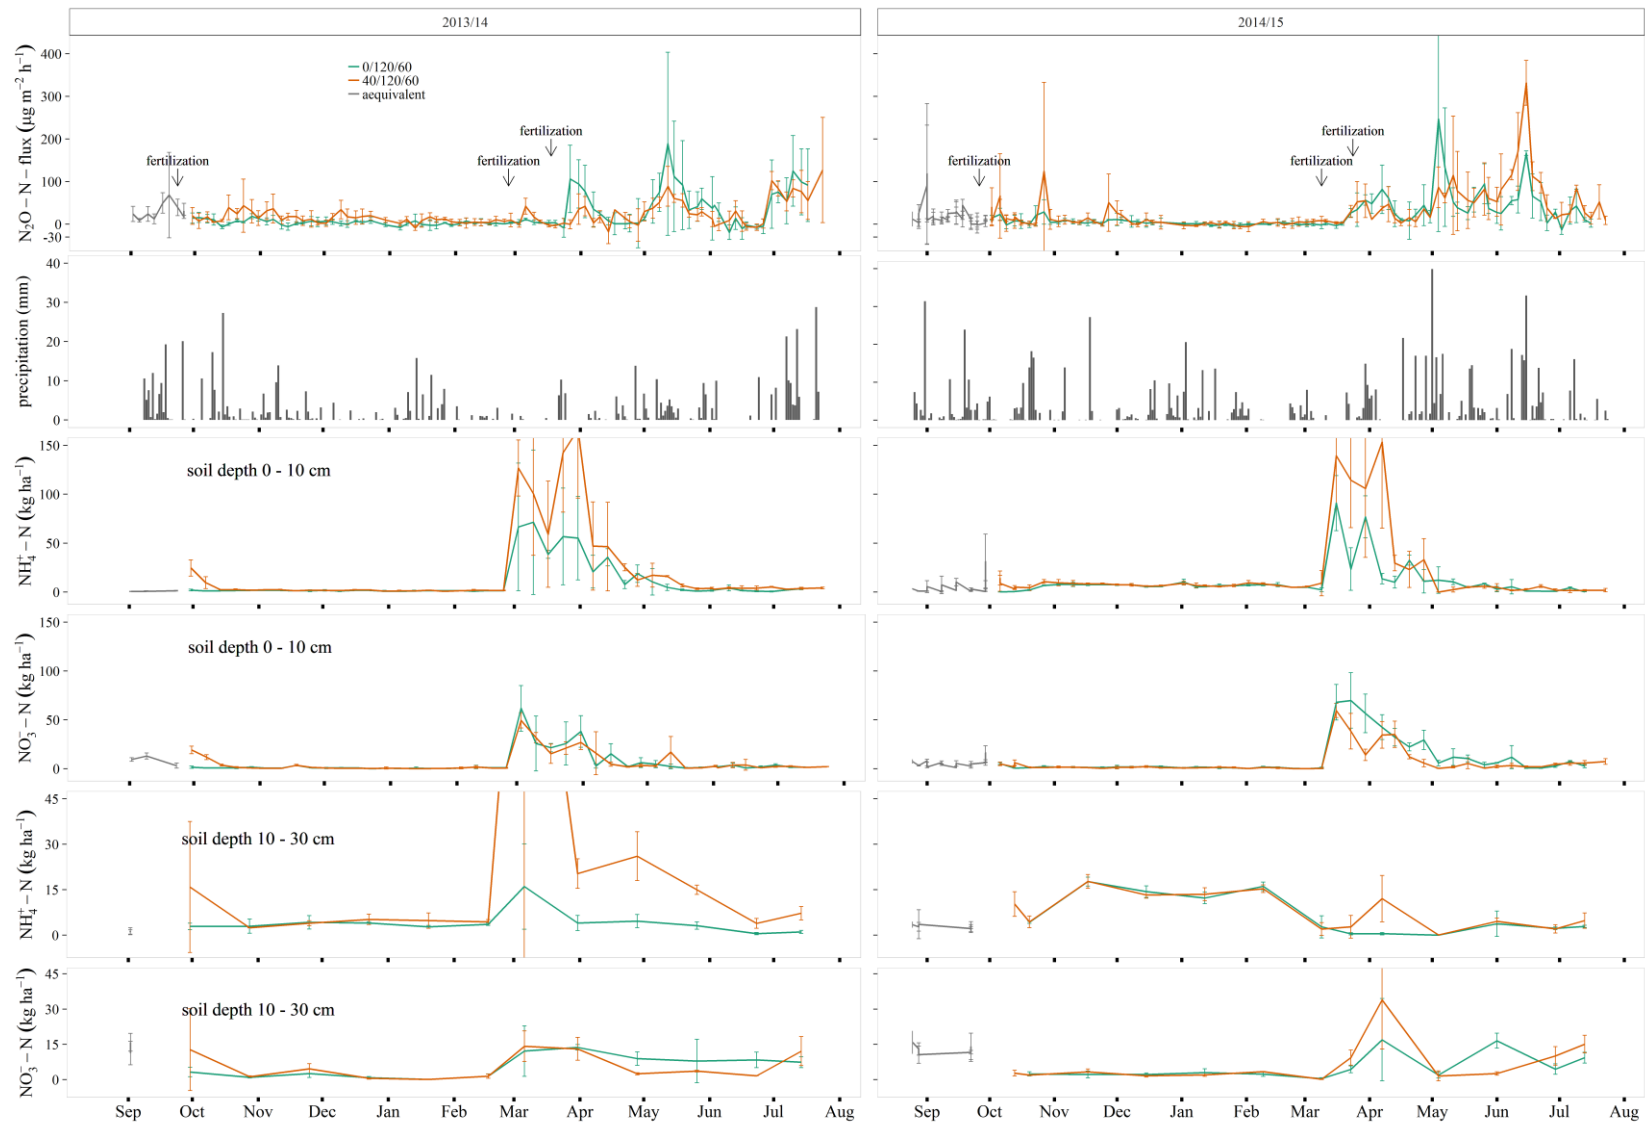 2013/14
2014/15
N₂O − N − flux (μg m⁻² h⁻¹)
400
300
200
100
0
-30
0/120/60
40/120/60
aequivalent
fertilization
fertilization
fertilization
fertilization
fertilization
fertilization
precipitation (mm)
40
30
20
10
0
NH₄⁺ − N (kg ha⁻¹)
150
100
50
0
soil depth 0 - 10 cm
NO₃⁻ − N (kg ha⁻¹)
150
100
50
0
soil depth 0 - 10 cm
NH₄⁺ − N (kg ha⁻¹)
45
30
15
0
soil depth 10 - 30 cm
NO₃⁻ − N (kg ha⁻¹)
45
30
15
0
soil depth 10 - 30 cm
Sep Oct Nov Dec Jan Feb Mar Apr May Jun Jul Aug
Sep Oct Nov Dec Jan Feb Mar Apr May Jun Jul Aug